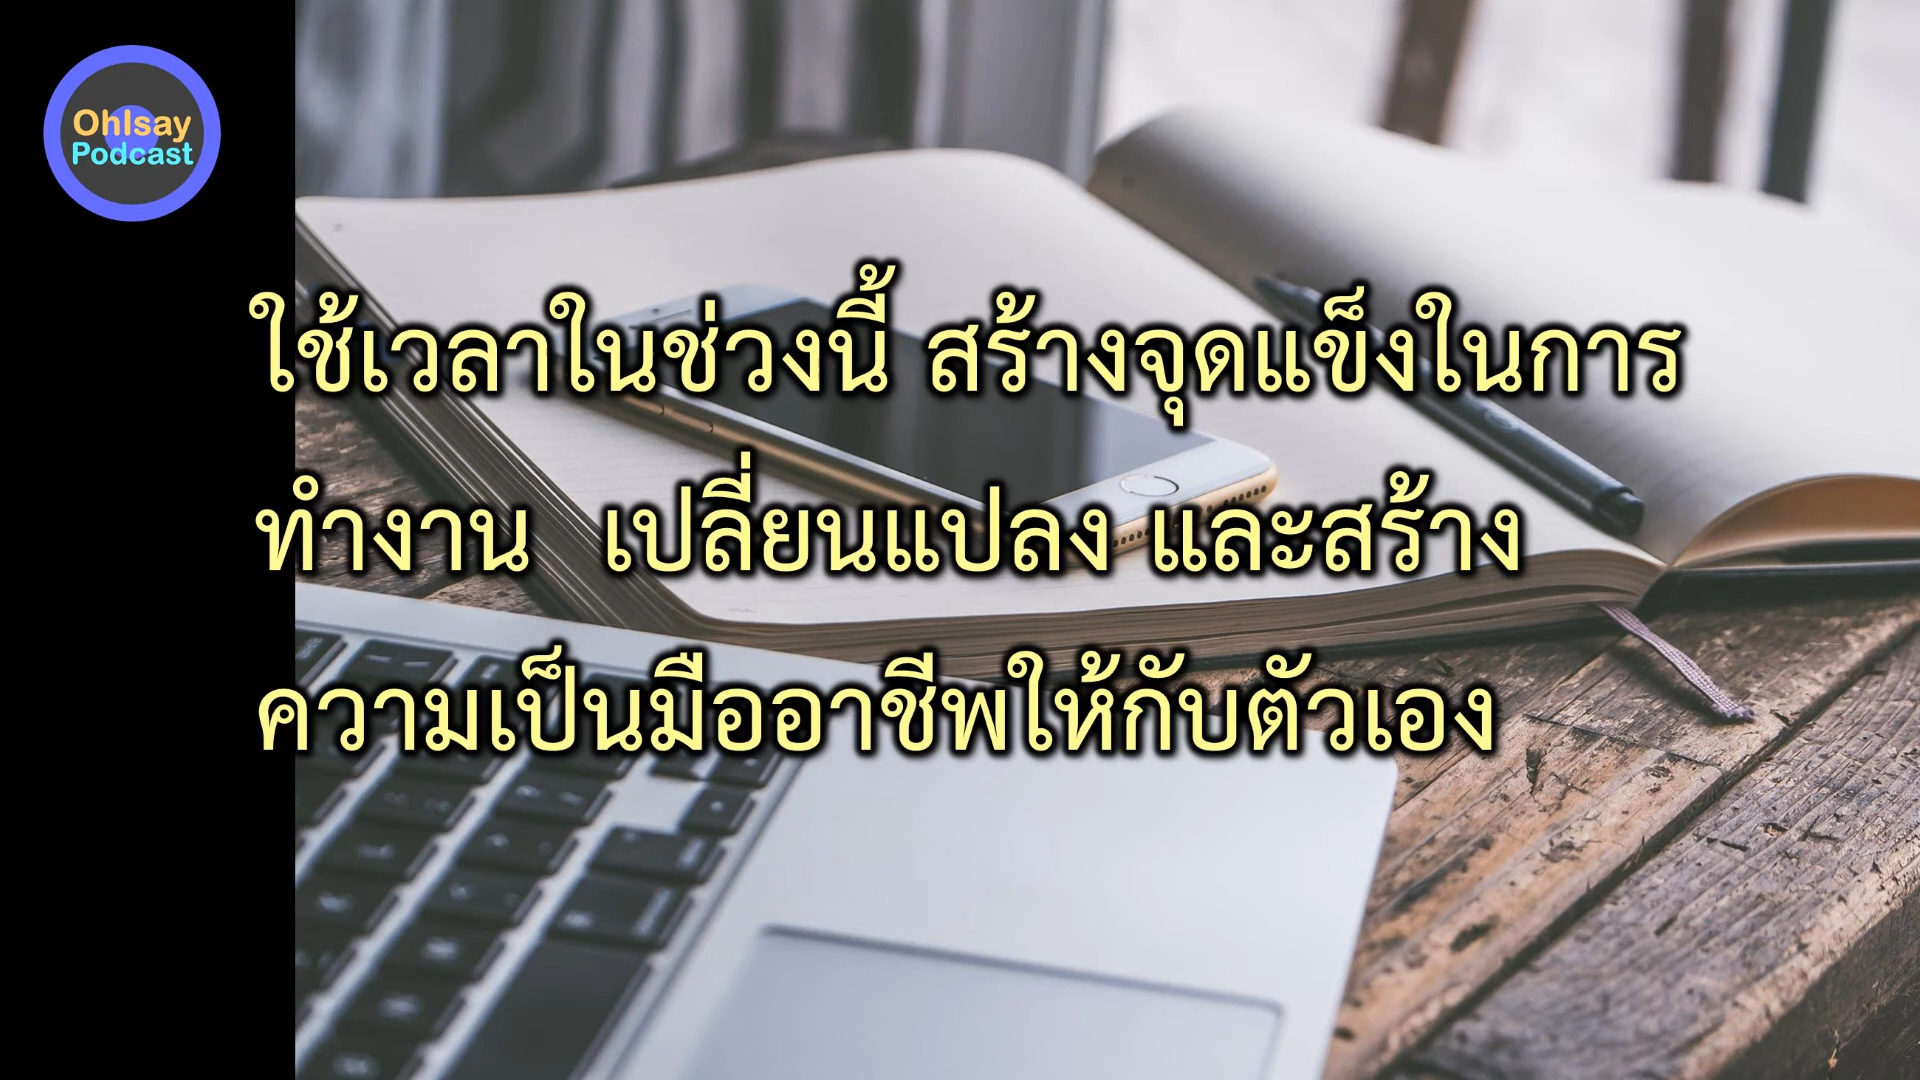 OhIsay
Podcast
ใช้เวลาในช่วงนี้ สร้างจุดแข็งในการ
ทำงาน เปลี่ยนแปลง และสร้าง
ความเป็นมืออาชีพให้กับตัวเอง